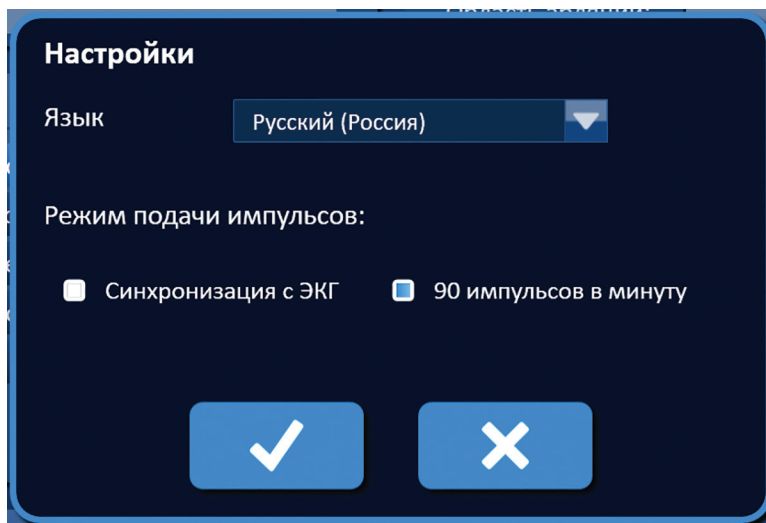 Настройки
Язык
Русский (Россия)
Режим подачи импульсов:
Синхронизация с ЭКГ
90 импульсов в минуту